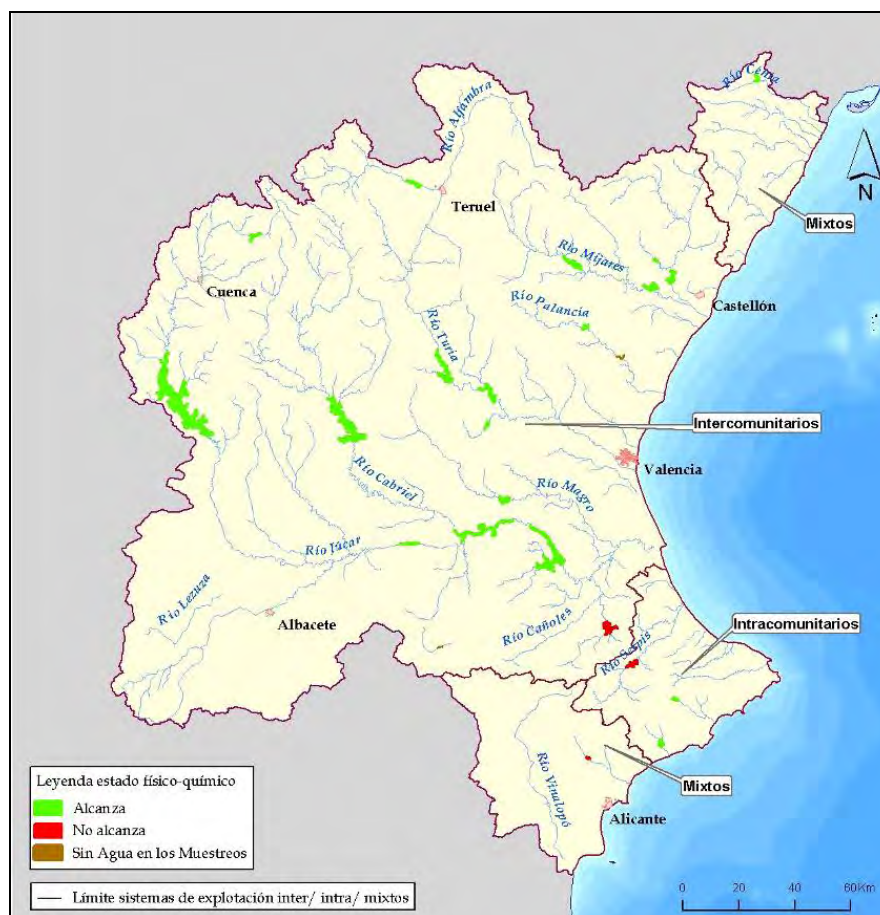 Río Cénia
Río Alfambra
N
Teruel
Mixtos
Río Mijares
Cuenca
Castellón
Río Palancia
Río Turia
Intercomunitarios
Valencia
Río Cabriel
Río Magro
Río Júcar
Río Lezuza
Albacete
Río Cañoles
Intracomunitarios
Río Serpis
Leyenda estado físico-químico
Alcanza
No alcanza
Sin Agua en los Muestreos
Límite sistemas de explotación inter/ intra/ mixtos
Río Vinalopó
Mixtos
Alicante
0 20 40 60Km